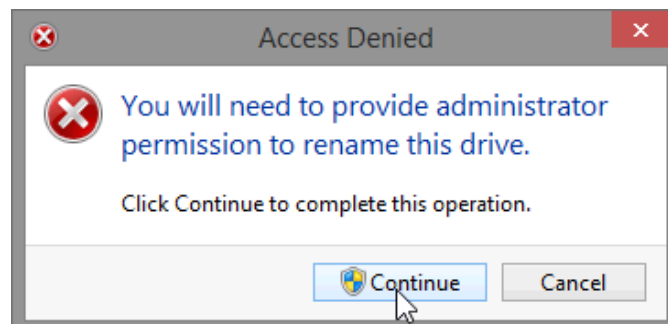 Access Denied
You will need to provide administrator
permission to rename this drive.
Click Continue to complete this operation.
Continue
Cancel